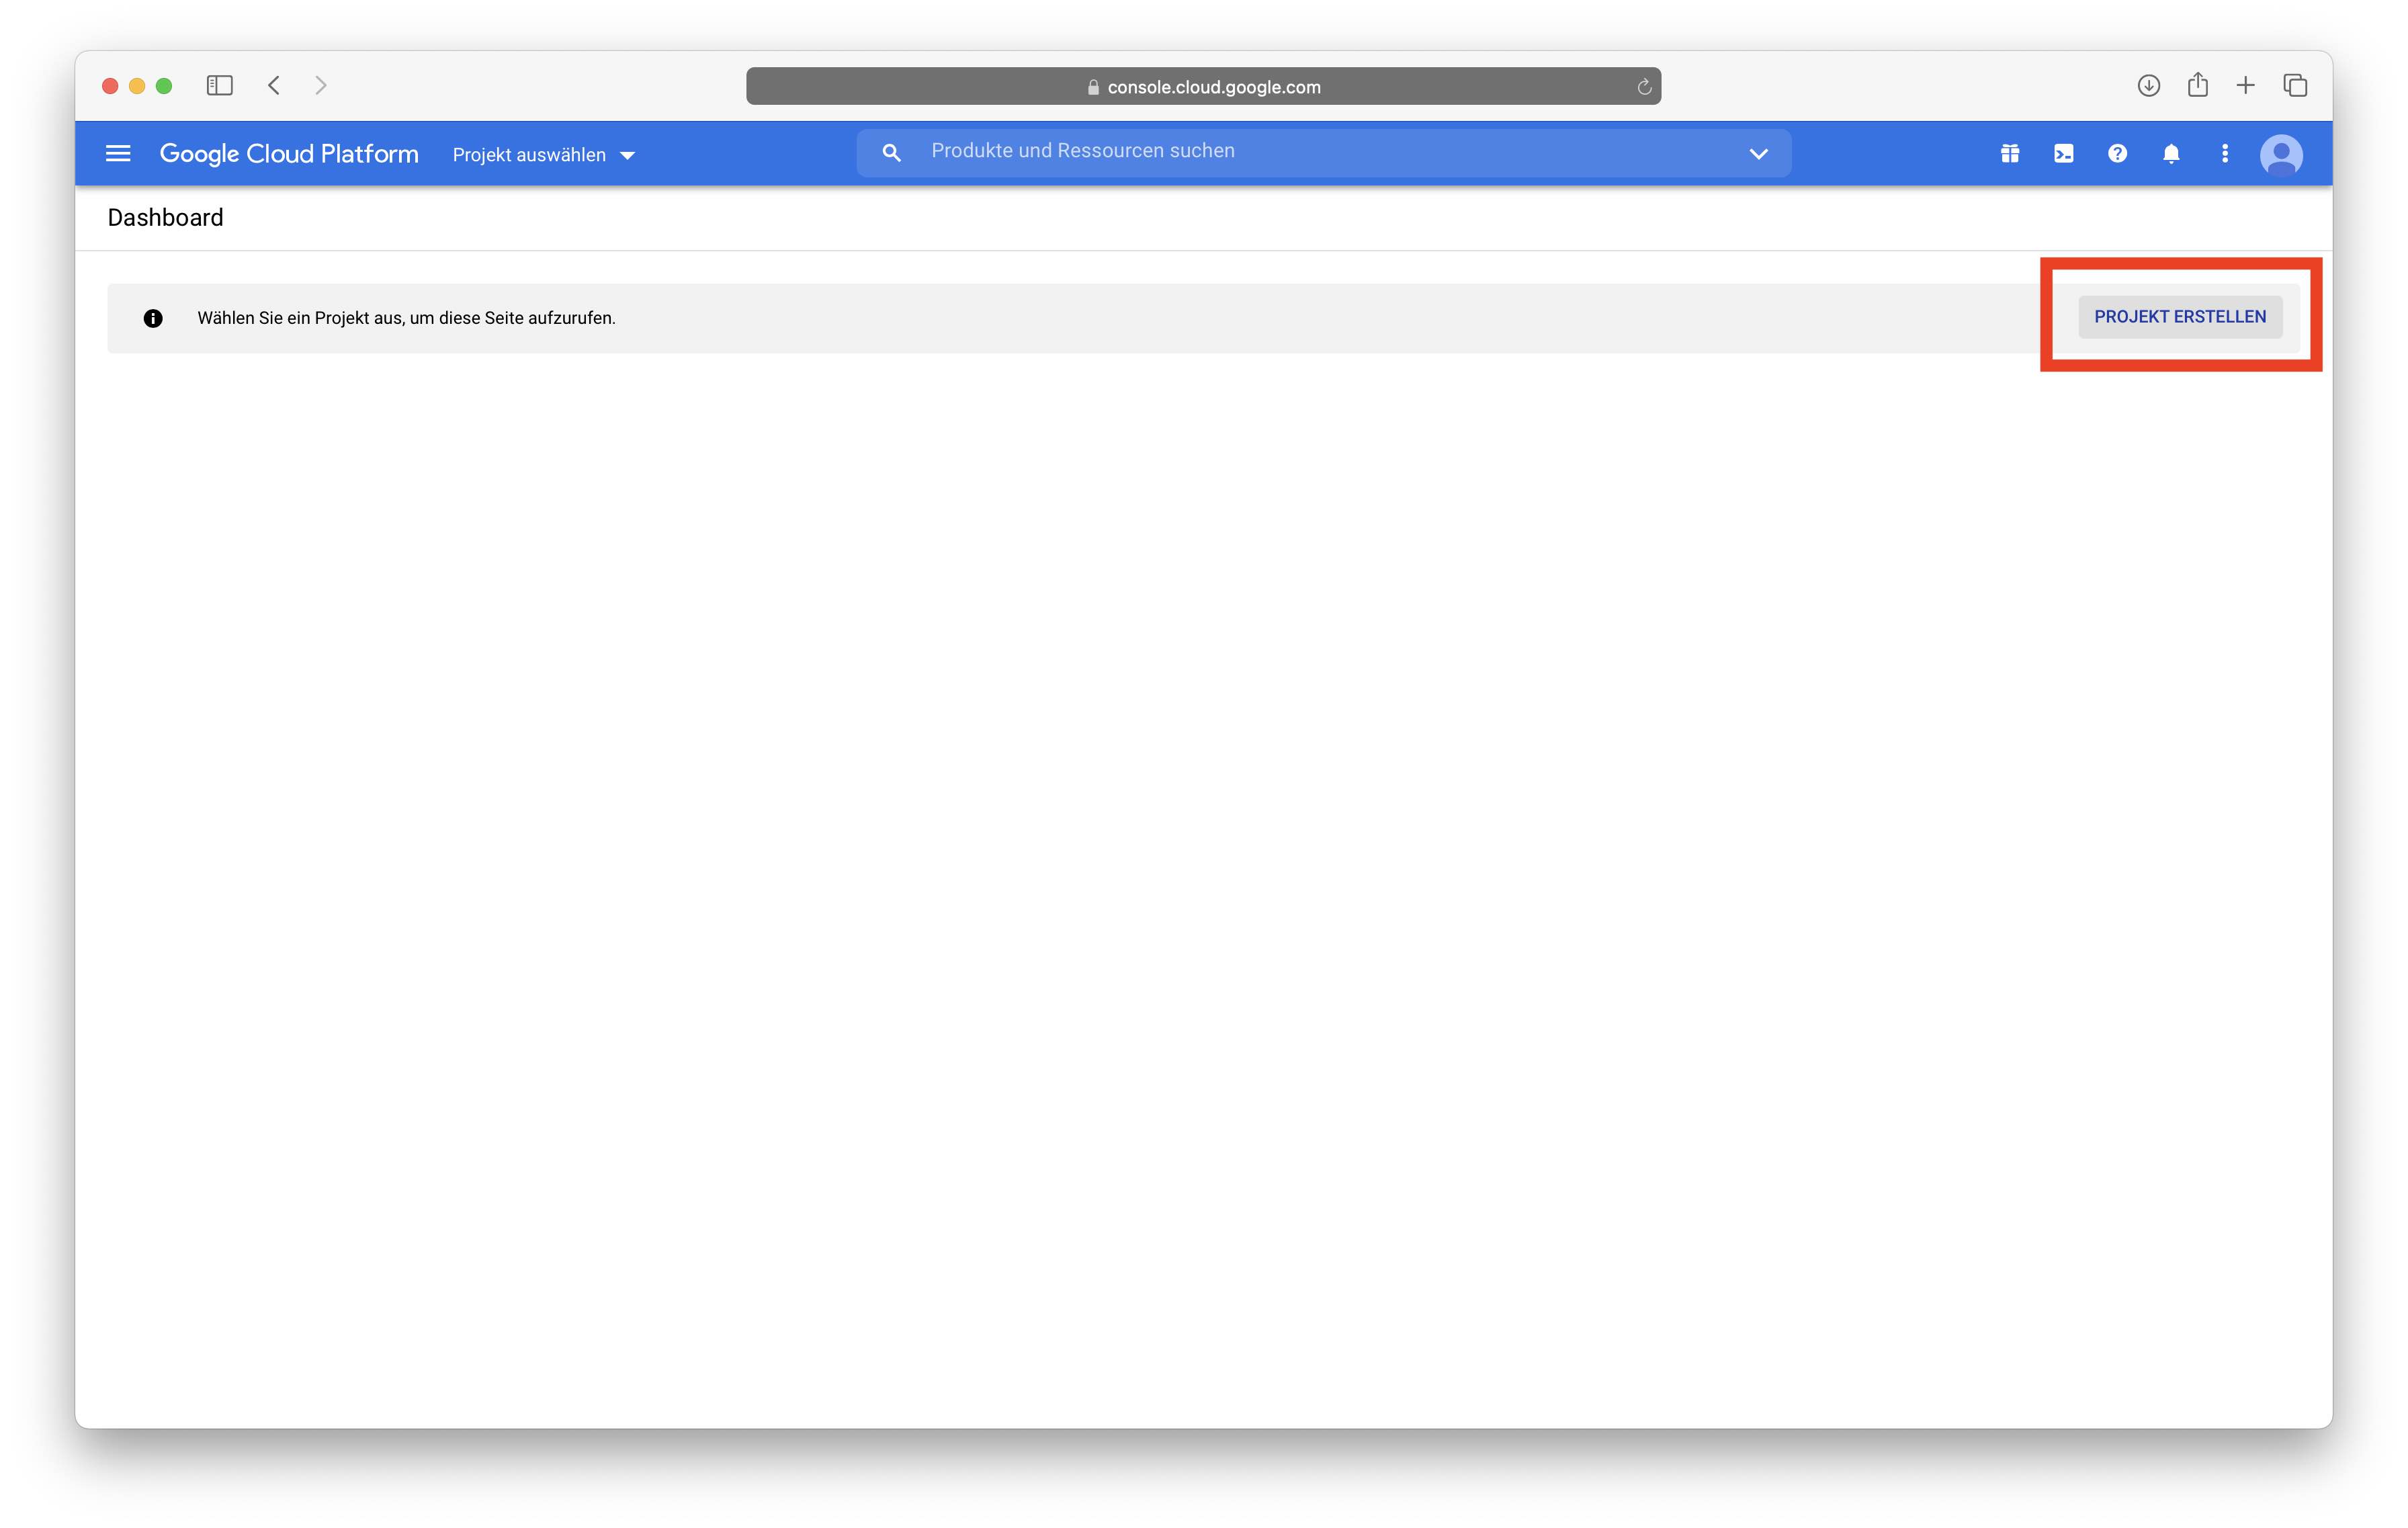 console.cloud.google.com
Google Cloud Platform
Projekt auswählen
Produkte und Ressourcen suchen
Dashboard
Wählen Sie ein Projekt aus, um diese Seite aufzurufen.
PROJEKT ERSTELLEN